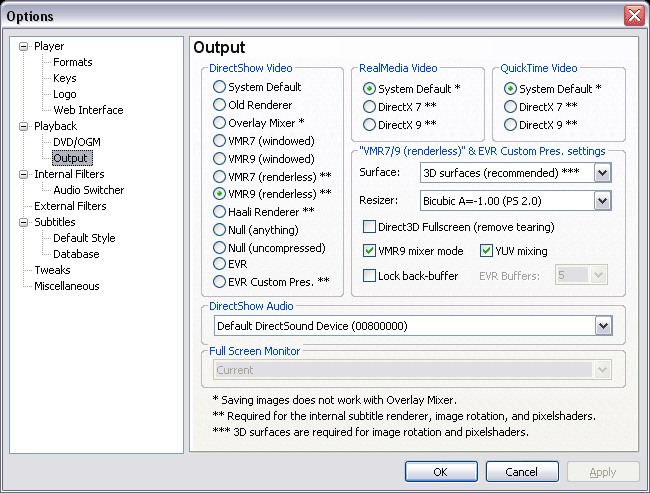 Options
Player
Formats
Keys
Logo
Web Interface
Playback
DVD/OGM
Output
Internal Filters
Audio Switcher
External Filters
Subtitles
Default Style
Database
Tweaks
Miscellaneous
Output
DirectShow Video
System Default
Old Renderer
Overlay Mixer *
VMR7 (windowed)
VMR9 (windowed)
VMR7 (renderless) **
VMR9 (renderless) **
Haali Renderer **
Null (anything)
Null (uncompressed)
EVR
EVR Custom Pres. **
RealMedia Video
System Default *
DirectX 7 **
DirectX 9 **
QuickTime Video
System Default *
DirectX 7 **
DirectX 9 **
"VMR7/9 (renderless)" & EVR Custom Pres. settings
Surface: 3D surfaces (recommended) ***
Resizer: Bicubic A=-1.00 (PS 2.0)
Direct3D Fullscreen (remove tearing)
VMR9 mixer mode YUV mixing
Lock back-buffer EVR Buffers: 5
DirectShow Audio
Default DirectSound Device (00800000)
Full Screen Monitor
Current
* Saving images does not work with Overlay Mixer.
** Required for the internal subtitle renderer, image rotation, and pixelshaders.
*** 3D surfaces are required for image rotation and pixelshaders.
OK Cancel Apply